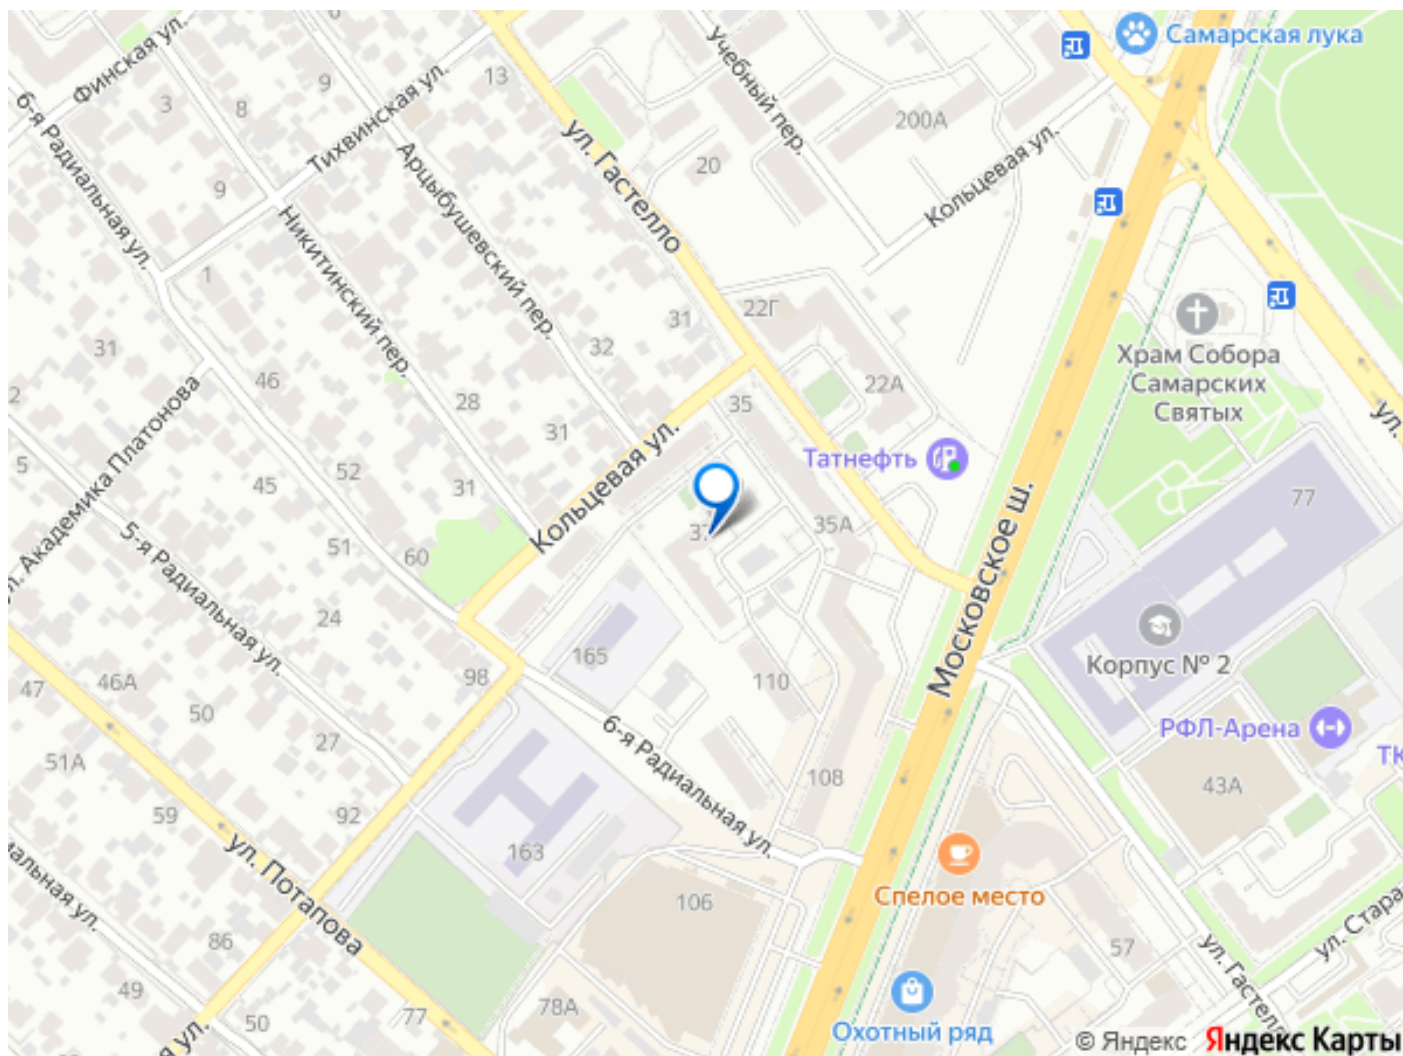 Финская ул.
6
Учебный пер.
Самарская лука
6-я Радиальная ул.
3
8
9
13
Тихвинская ул.
ул. Гастелло
200А
20
Кольцевая ул.
9
Арцыбушевский пер.
Никитинский пер.
1
31
22Г
31
32
46
28
31
35
22А
Храм Собора
Самарских
Святых
ул.
2
5
Академика Платонова
52
45
31
Кольцевая ул.
Татнефть
77
35А
51
60
5-я Радиальная ул.
24
Московское ш.
165
Корпус № 2
98
110
47
46А
50
27
6-я Радиальная ул.
108
РФЛ-Арена
43А
51А
59
92
163
ул. Потапова
Спелое место
106
86
57
ул. Гастелло
ул. Стара
49
50
77
78А
Охотный ряд
© Яндекс Яндекс Карты